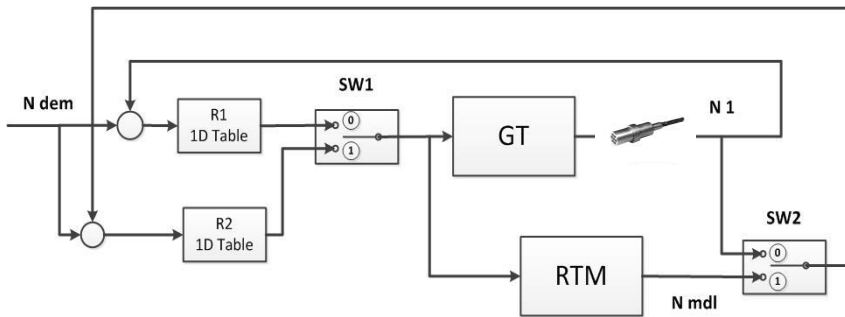 SW1
N dem
R1
1D Table
0
1
GT
N 1
R2
1D Table
SW2
0
1
RTM
N mdl